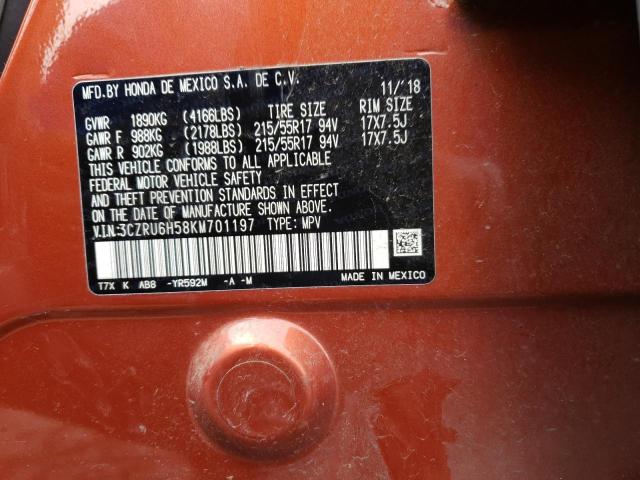 MFD.BY HONDA DE MEXICO S.A. DE C.V. 11/'18
GVWR 1890KG (4166LBS) TIRE SIZE RIM SIZE
GAWR F 988KG (2178LBS) 215/55R17 94V 17X7.5J
GAWR R 902KG (1988LBS) 215/55R17 94V 17X7.5J
THIS VEHICLE CONFORMS TO ALL APPLICABLE
FEDERAL MOTOR VEHICLE SAFETY
AND THEFT PREVENTION STANDARDS IN EFFECT
ON THE DATE OF MANUFACTURE SHOWN ABOVE.
V.I.N: 3CZRU6H58KM701197 TYPE: MPV
T7X K AB8 -YR592M -A -M MADE IN MEXICO